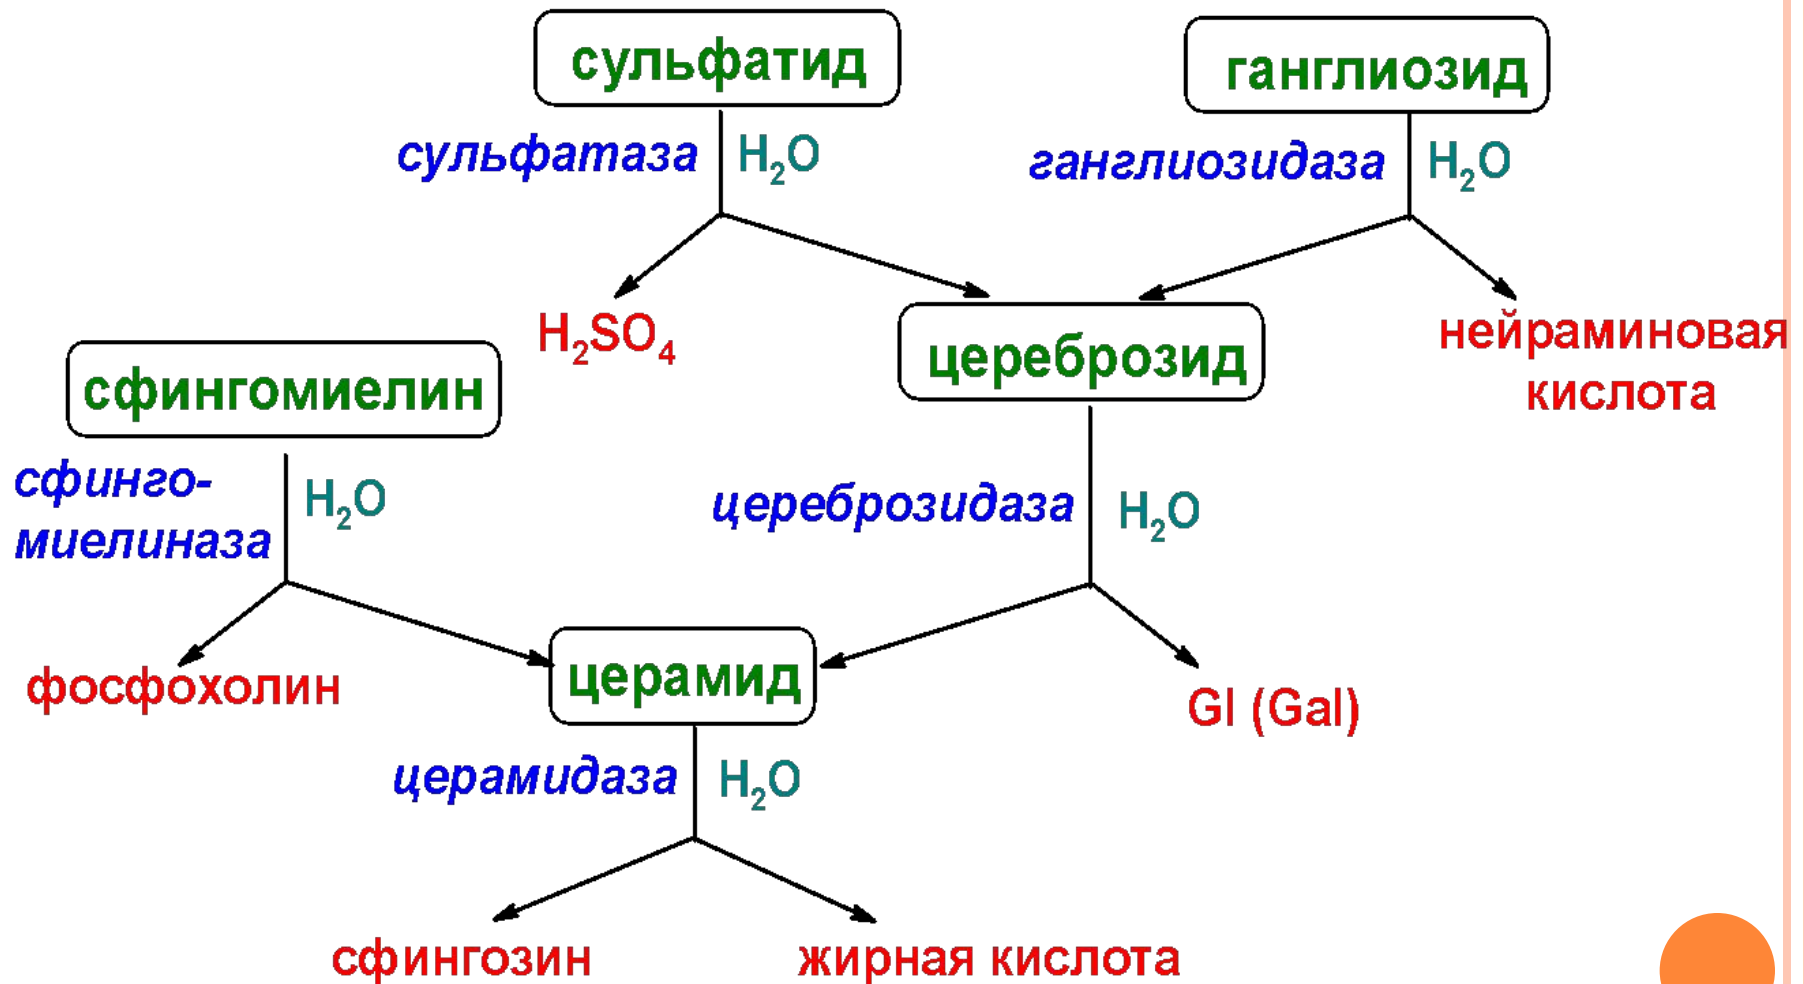 сульфатид
ганглиозид
сульфатаза H₂O
ганглиозидаза H₂O
H₂SO₄
нейраминовая
кислота
цереброзид
сфингомиелин
сфинго-
миелиназа
H₂O
цереброзидаза H₂O
фосфохолин
церамид
Gl (Gal)
церамидаза H₂O
сфингозин
жирная кислота